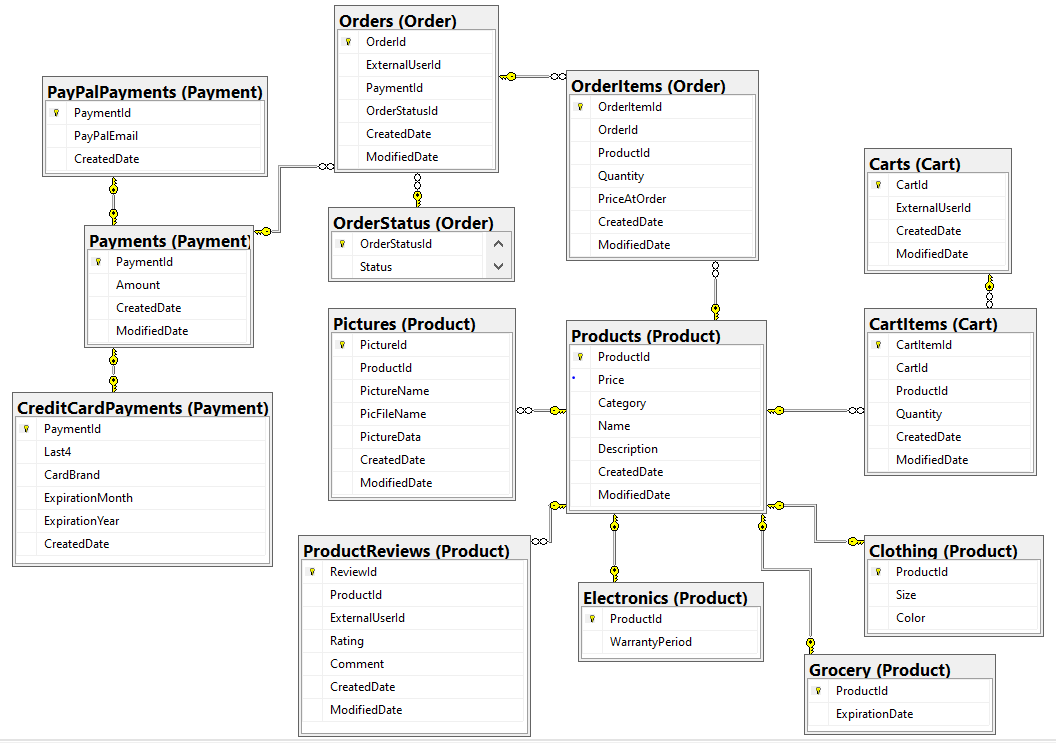 Orders (Order)
OrderId
ExternalUserId
PaymentId
OrderStatusId
CreatedDate
ModifiedDate
PayPalPayments (Payment)
PaymentId
PayPalEmail
CreatedDate
OrderItems (Order)
OrderItemId
OrderId
ProductId
Quantity
PriceAtOrder
CreatedDate
ModifiedDate
Carts (Cart)
CartId
ExternalUserId
CreatedDate
ModifiedDate
OrderStatus (Order)
OrderStatusId
Status
Payments (Payment)
PaymentId
Amount
CreatedDate
ModifiedDate
Pictures (Product)
PictureId
ProductId
PictureName
PicFileName
PictureData
CreatedDate
ModifiedDate
Products (Product)
ProductId
Price
Category
Name
Description
CreatedDate
ModifiedDate
CartItems (Cart)
CartItemId
CartId
ProductId
Quantity
CreatedDate
ModifiedDate
CreditCardPayments (Payment)
PaymentId
Last4
CardBrand
ExpirationMonth
ExpirationYear
CreatedDate
ProductReviews (Product)
ReviewId
ProductId
ExternalUserId
Rating
Comment
CreatedDate
ModifiedDate
Electronics (Product)
ProductId
WarrantyPeriod
Clothing (Product)
ProductId
Size
Color
Grocery (Product)
ProductId
ExpirationDate